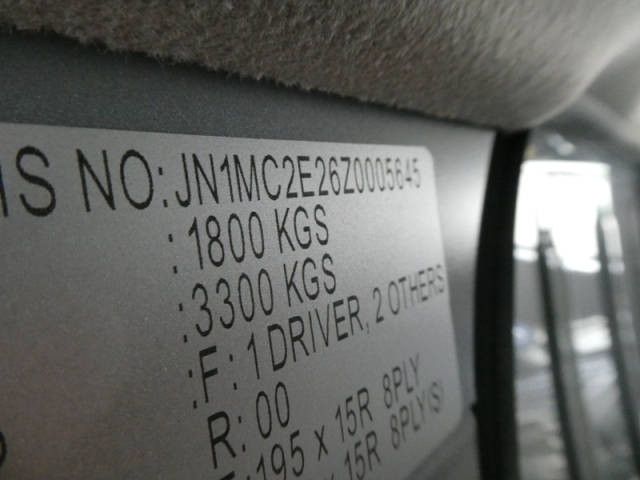 IS NO: JN1MC2E26Z0005645
: 1800 KGS
: 3300 KGS
: F: 1 DRIVER, 2 OTHERS
R: 00
195 x 15R 8PLY
15R 8PLY(S)